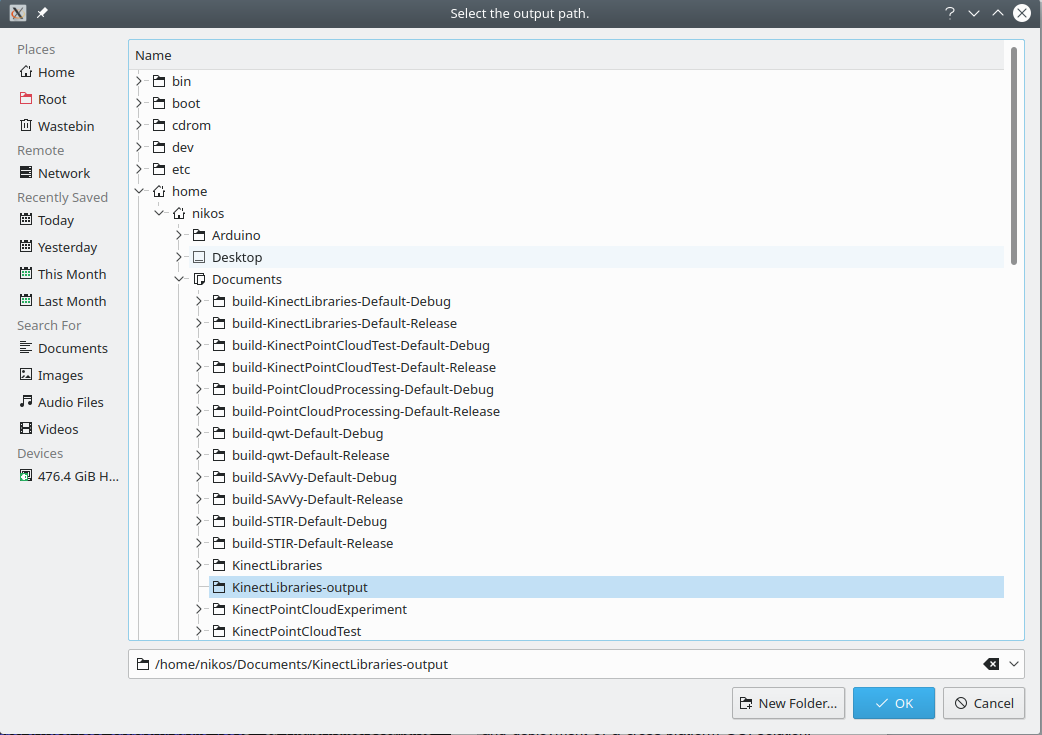 Select the output path.
Places
Home
Root
Wastebin
Remote
Network
Recently Saved
Today
Yesterday
This Month
Last Month
Search For
Documents
Images
Audio Files
Videos
Devices
476.4 GiB H...
Name
bin
boot
cdrom
dev
etc
home
nikos
Arduino
Desktop
Documents
build-KinectLibraries-Default-Debug
build-KinectLibraries-Default-Release
build-KinectPointCloudTest-Default-Debug
build-KinectPointCloudTest-Default-Release
build-PointCloudProcessing-Default-Debug
build-PointCloudProcessing-Default-Release
build-qwt-Default-Debug
build-qwt-Default-Release
build-SAvVy-Default-Debug
build-SAvVy-Default-Release
build-STIR-Default-Debug
build-STIR-Default-Release
KinectLibraries
KinectLibraries-output
KinectPointCloudExperiment
KinectPointCloudTest
/home/nikos/Documents/KinectLibraries-output
New Folder...
OK
Cancel